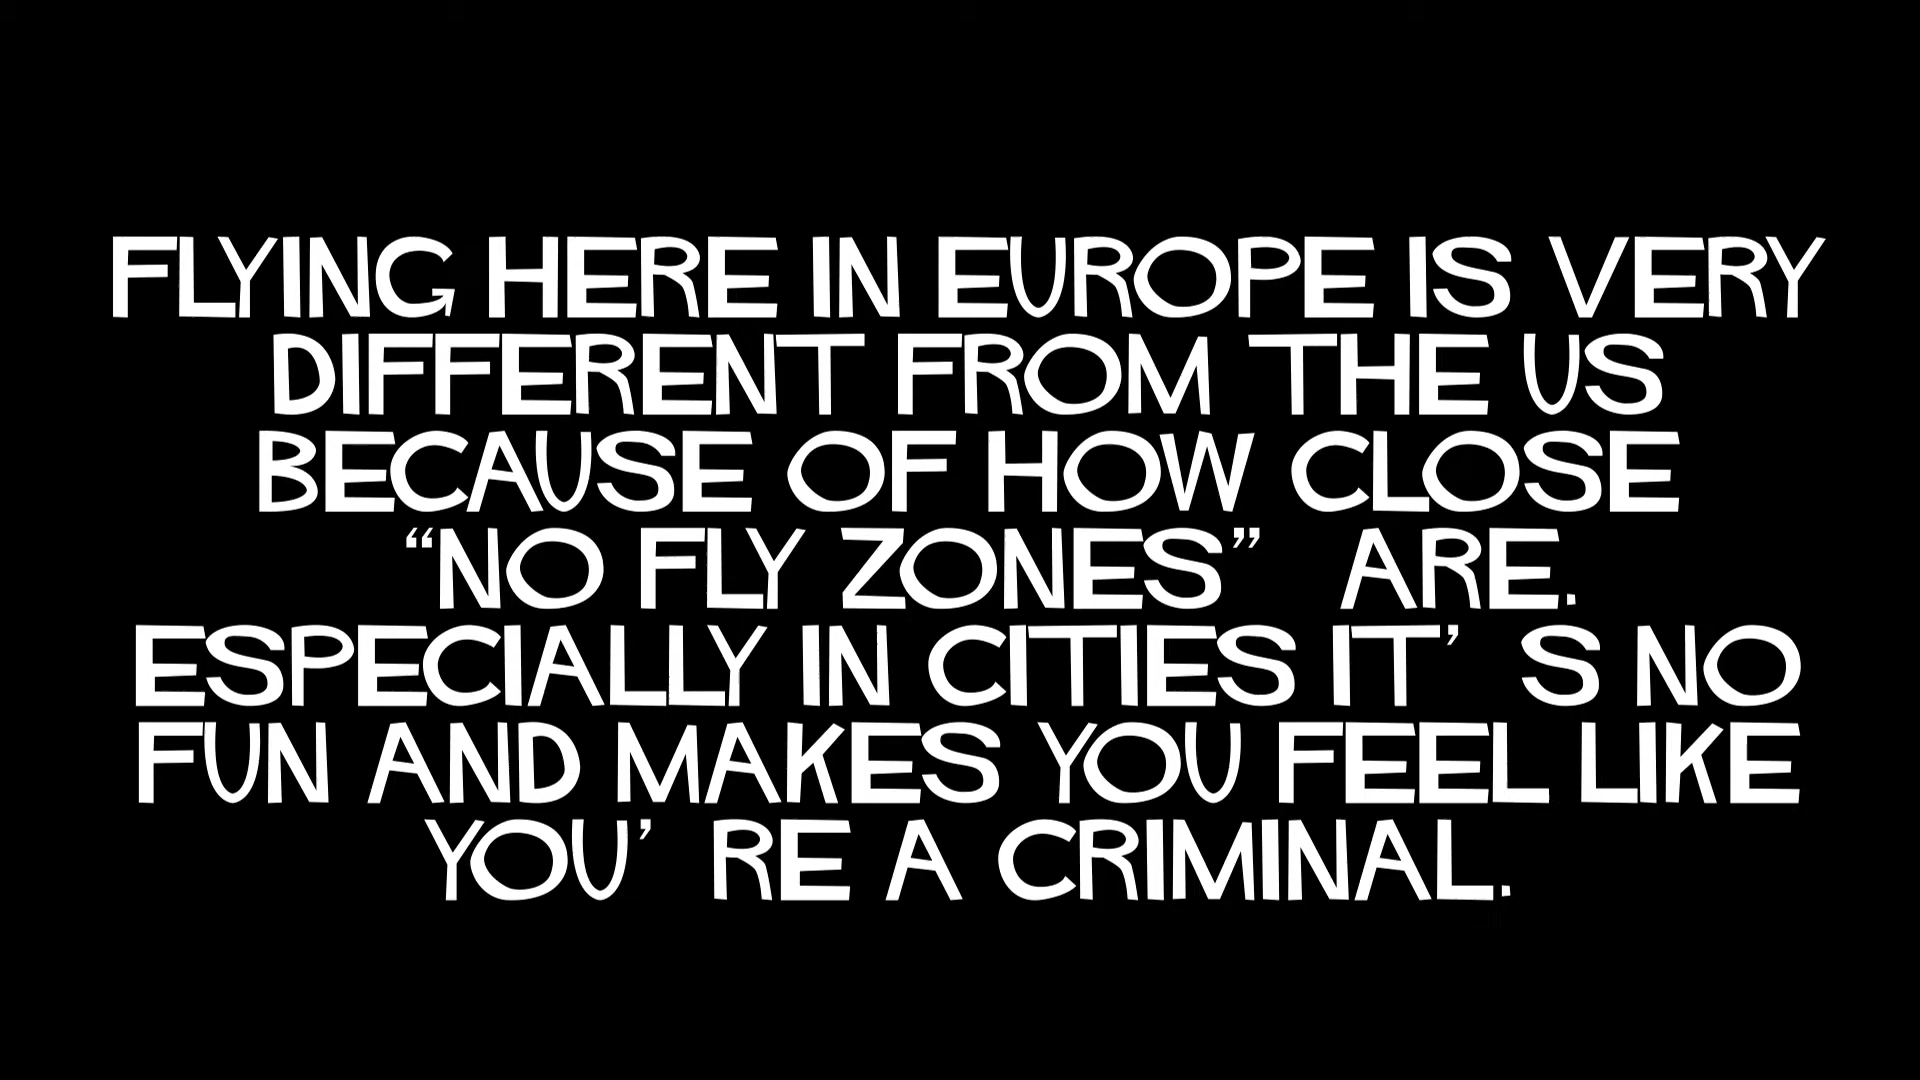 FLYING HERE IN EUROPE IS VERY
DIFFERENT FROM THE US
BECAUSE OF HOW CLOSE
“NO FLY ZONES” ARE.
ESPECIALLY IN CITIES IT’ S NO
FUN AND MAKES YOU FEEL LIKE
YOU’ RE A CRIMINAL.